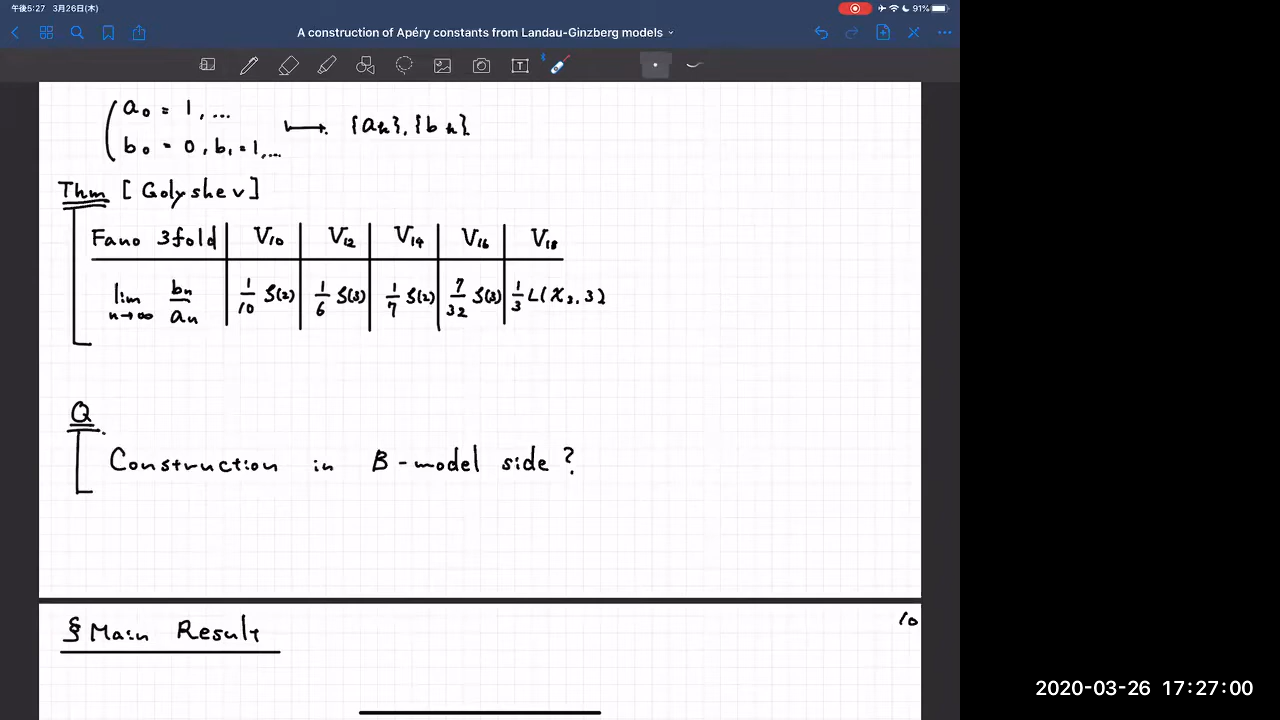 午後5:27 3月26日(木)
91%
A construction of Apéry constants from Landau-Ginzberg models
a₀ = 1, ...
b₀ = 0, b₁ = 1, ...
⟼ {aₙ}, {bₙ}
Thm [Golyshev]
Fano 3fold | V₁₀ | V₁₂ | V₁₄ | V₁₆ | V₁₈
lim n→∞ bₙ/aₙ | 1/10 ζ(2) | 1/6 ζ(3) | 1/7 ζ(2) | 7/32 ζ(3) | 1/3 L(χ₃, 3)
Q
Construction in B-model side?
10
§ Main Result
2020-03-26 17:27:00